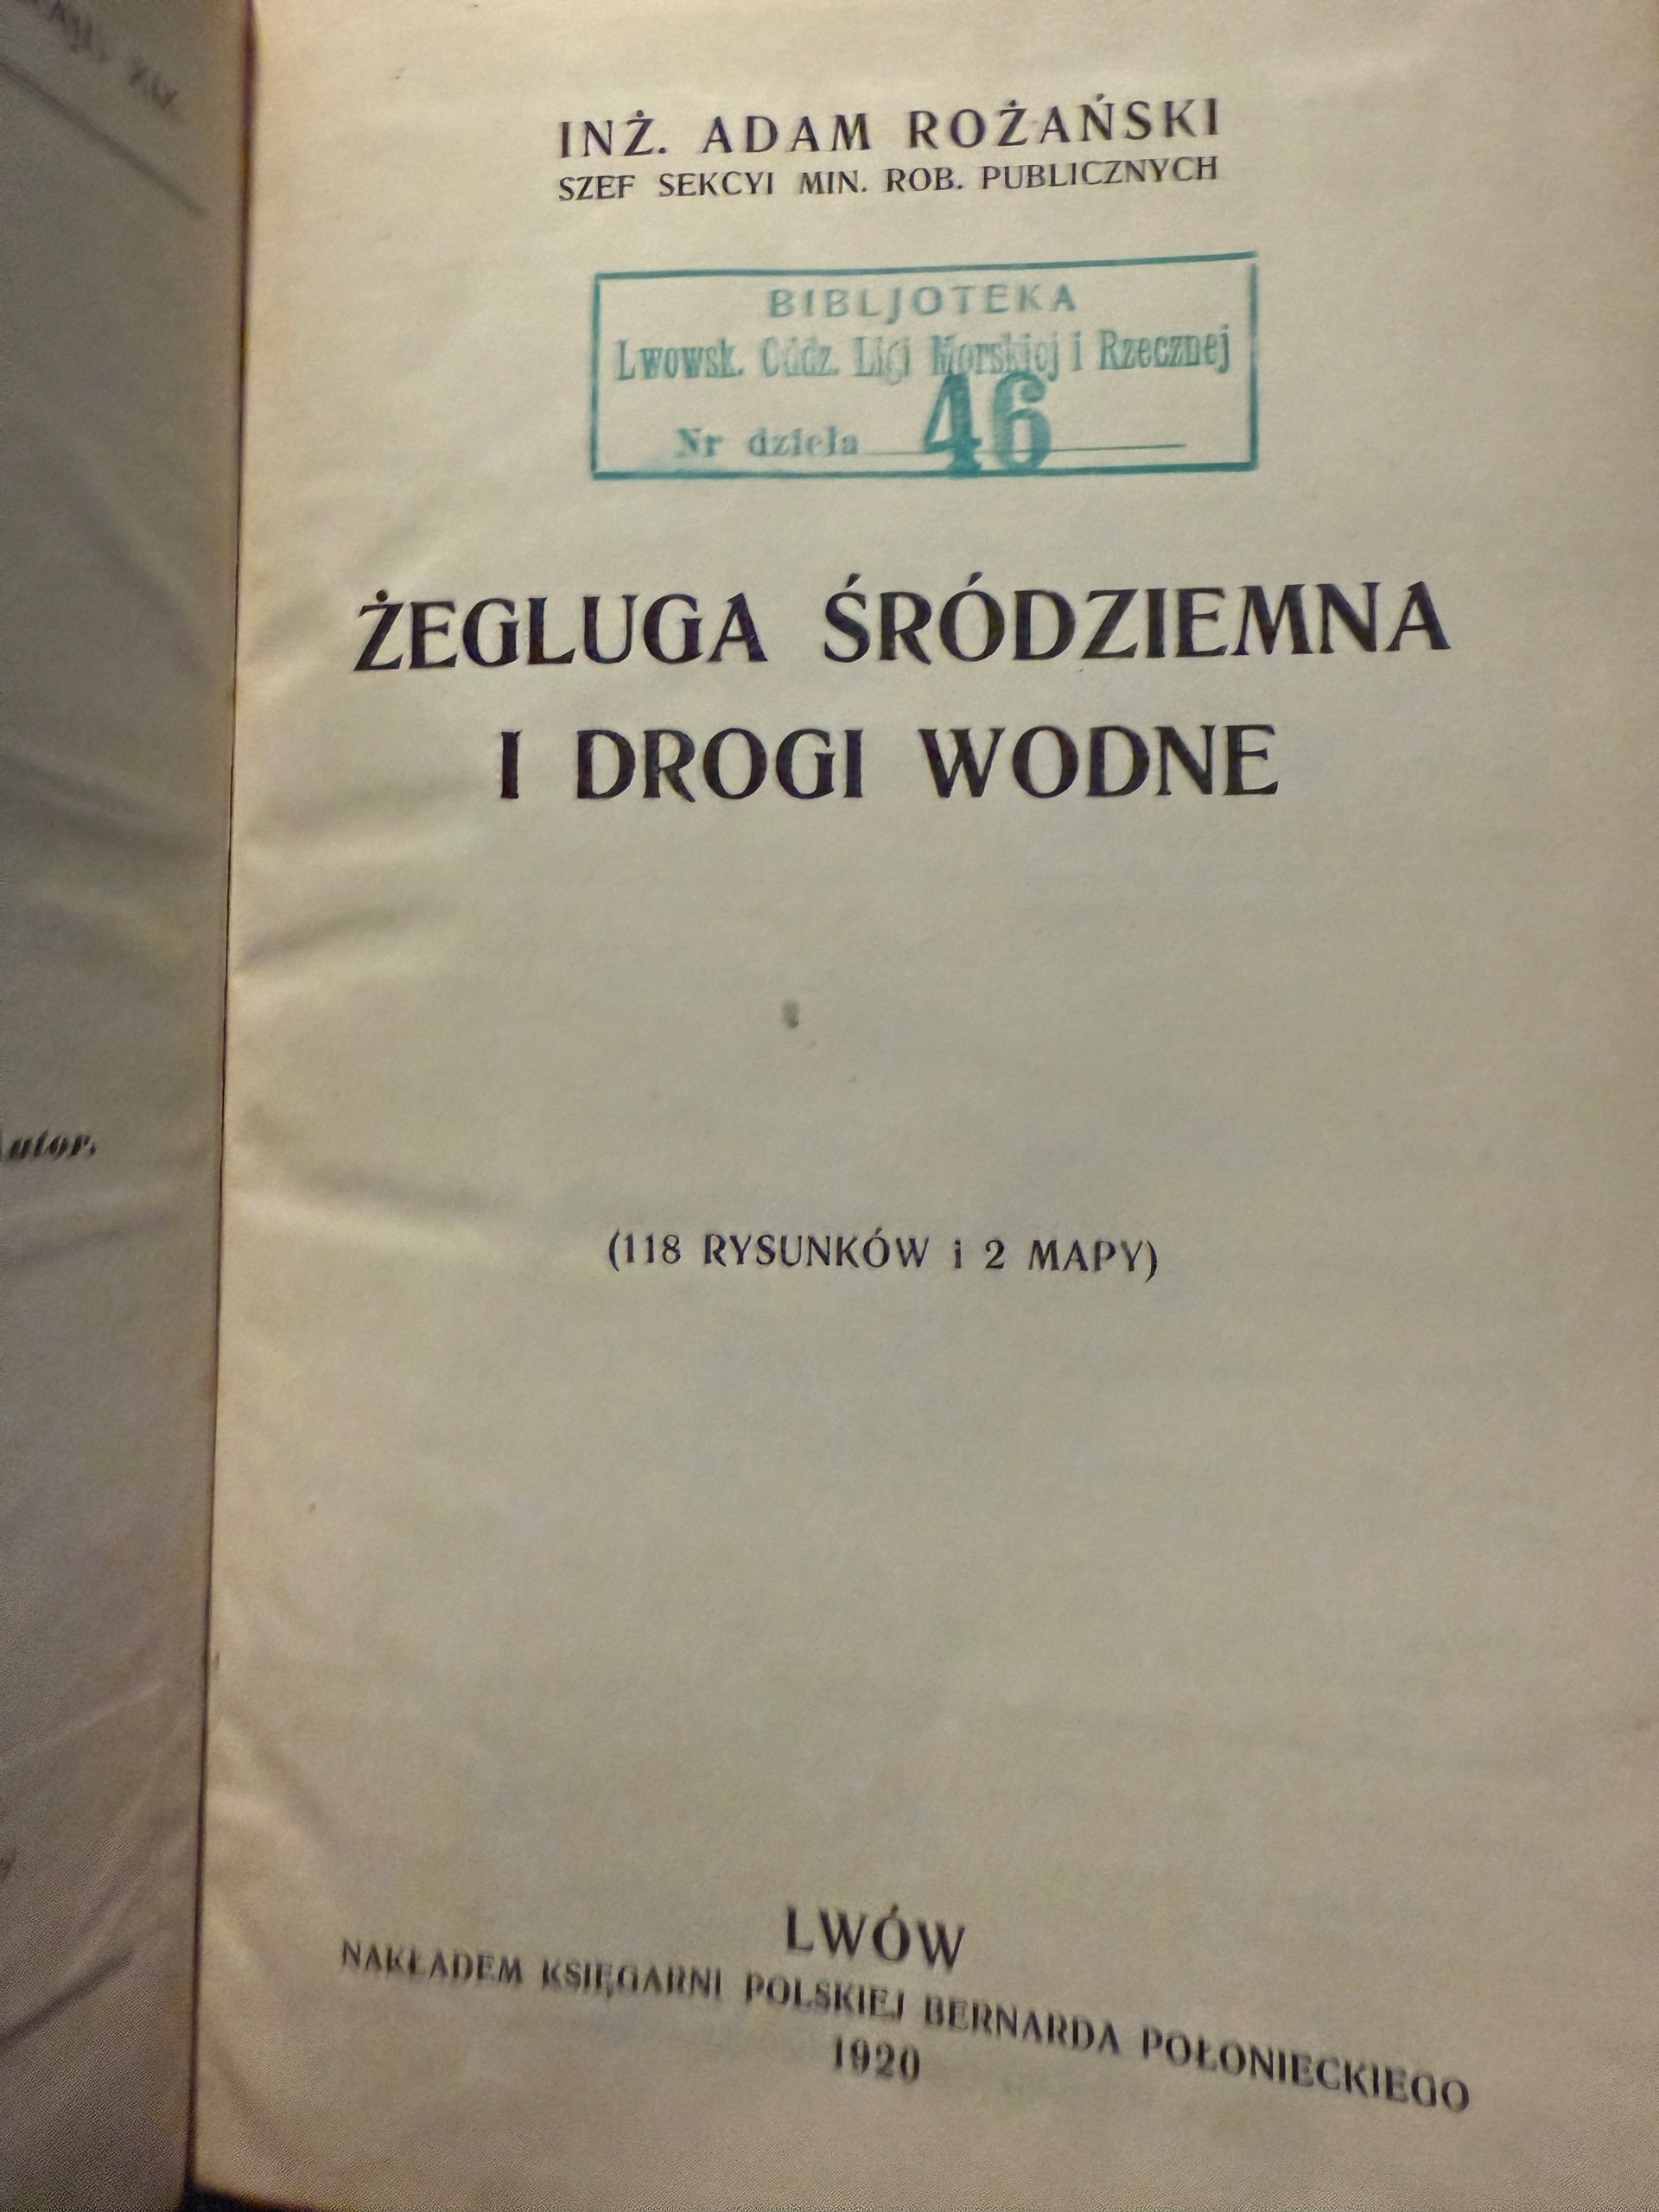 Autor.
INŻ. ADAM ROŻAŃSKI
SZEF SEKCYI MIN. ROB. PUBLICZNYCH
BIBLJOTEKA
Lwowsk. Oddz. Ligi Morskiej i Rzecznej
Nr dzieła 46
ŻEGLUGA ŚRÓDZIEMNA
I DROGI WODNE
(118 RYSUNKÓW i 2 MAPY)
LWÓW
NAKŁADEM KSIĘGARNI POLSKIEJ BERNARDA POŁONIECKIEGO
1920